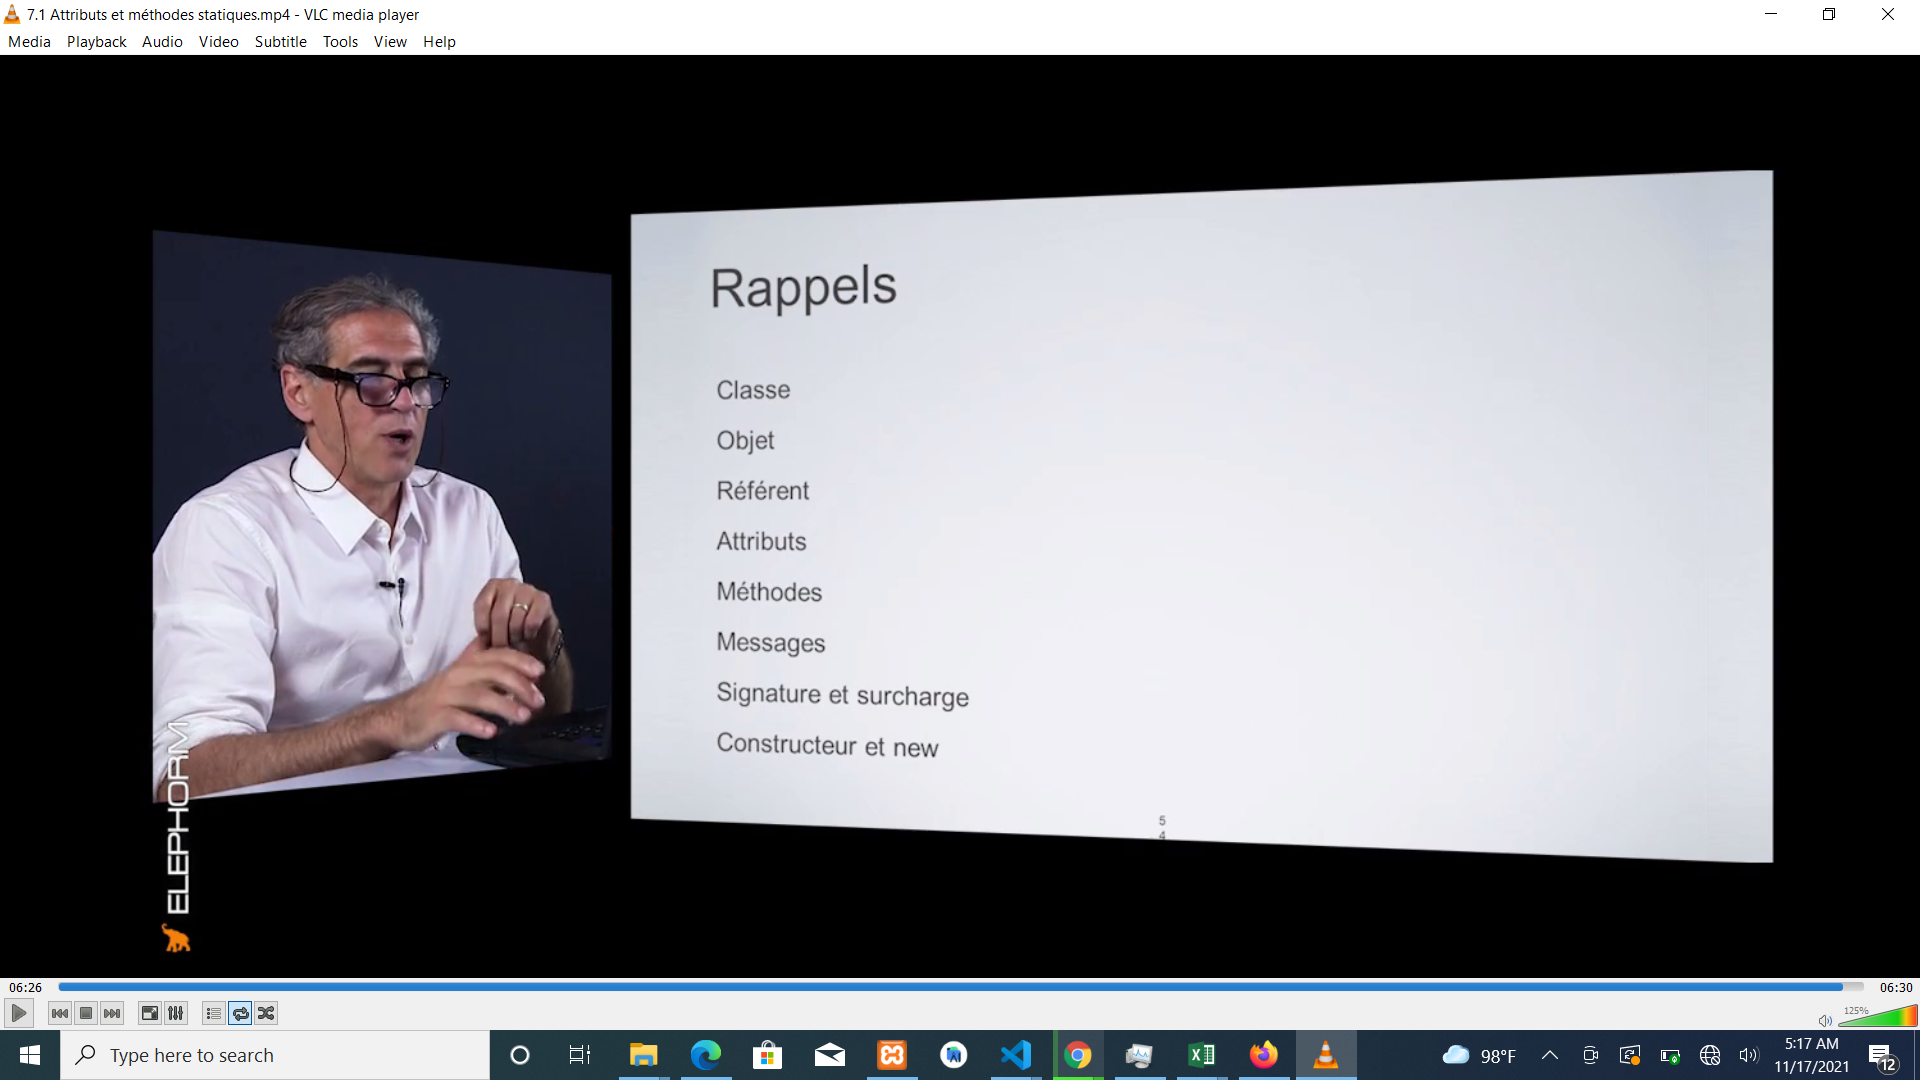 7.1 Attributs et méthodes statiques.mp4 - VLC media player
Media Playback Audio Video Subtitle Tools View Help
Rappels
Classe
Objet
Référent
Attributs
Méthodes
Messages
Signature et surcharge
Constructeur et new
5
4
ELEPHORM
06:26
06:30
125%
Type here to search
98°F
5:17 AM
11/17/2021
12